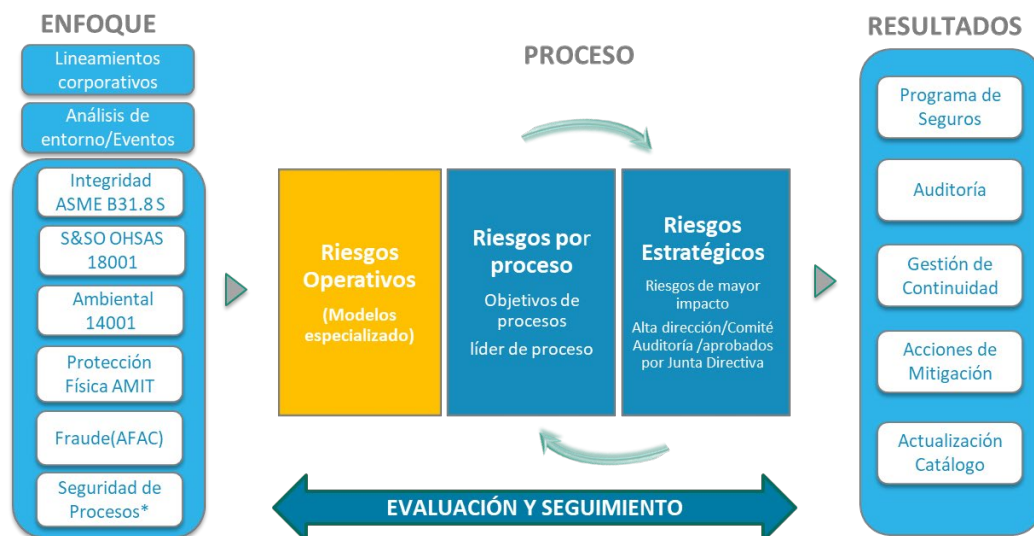 ENFOQUE
Lineamientos
corporativos
Análisis de
entorno/Eventos
Integridad
ASME B31.8 S
S&SO OHSAS
18001
Ambiental
14001
Protección
Física AMIT
Fraude(AFAC)
Seguridad de
Procesos*
PROCESO
Riesgos
Operativos
(Modelos
especializado)
Riesgos por
proceso
Objetivos de
procesos
líder de proceso
Riesgos
Estratégicos
Riesgos de mayor
impacto
Alta dirección/Comité
Auditoría /aprobados
por Junta Directiva
EVALUACIÓN Y SEGUIMIENTO
RESULTADOS
Programa de
Seguros
Auditoría
Gestión de
Continuidad
Acciones de
Mitigación
Actualización
Catálogo